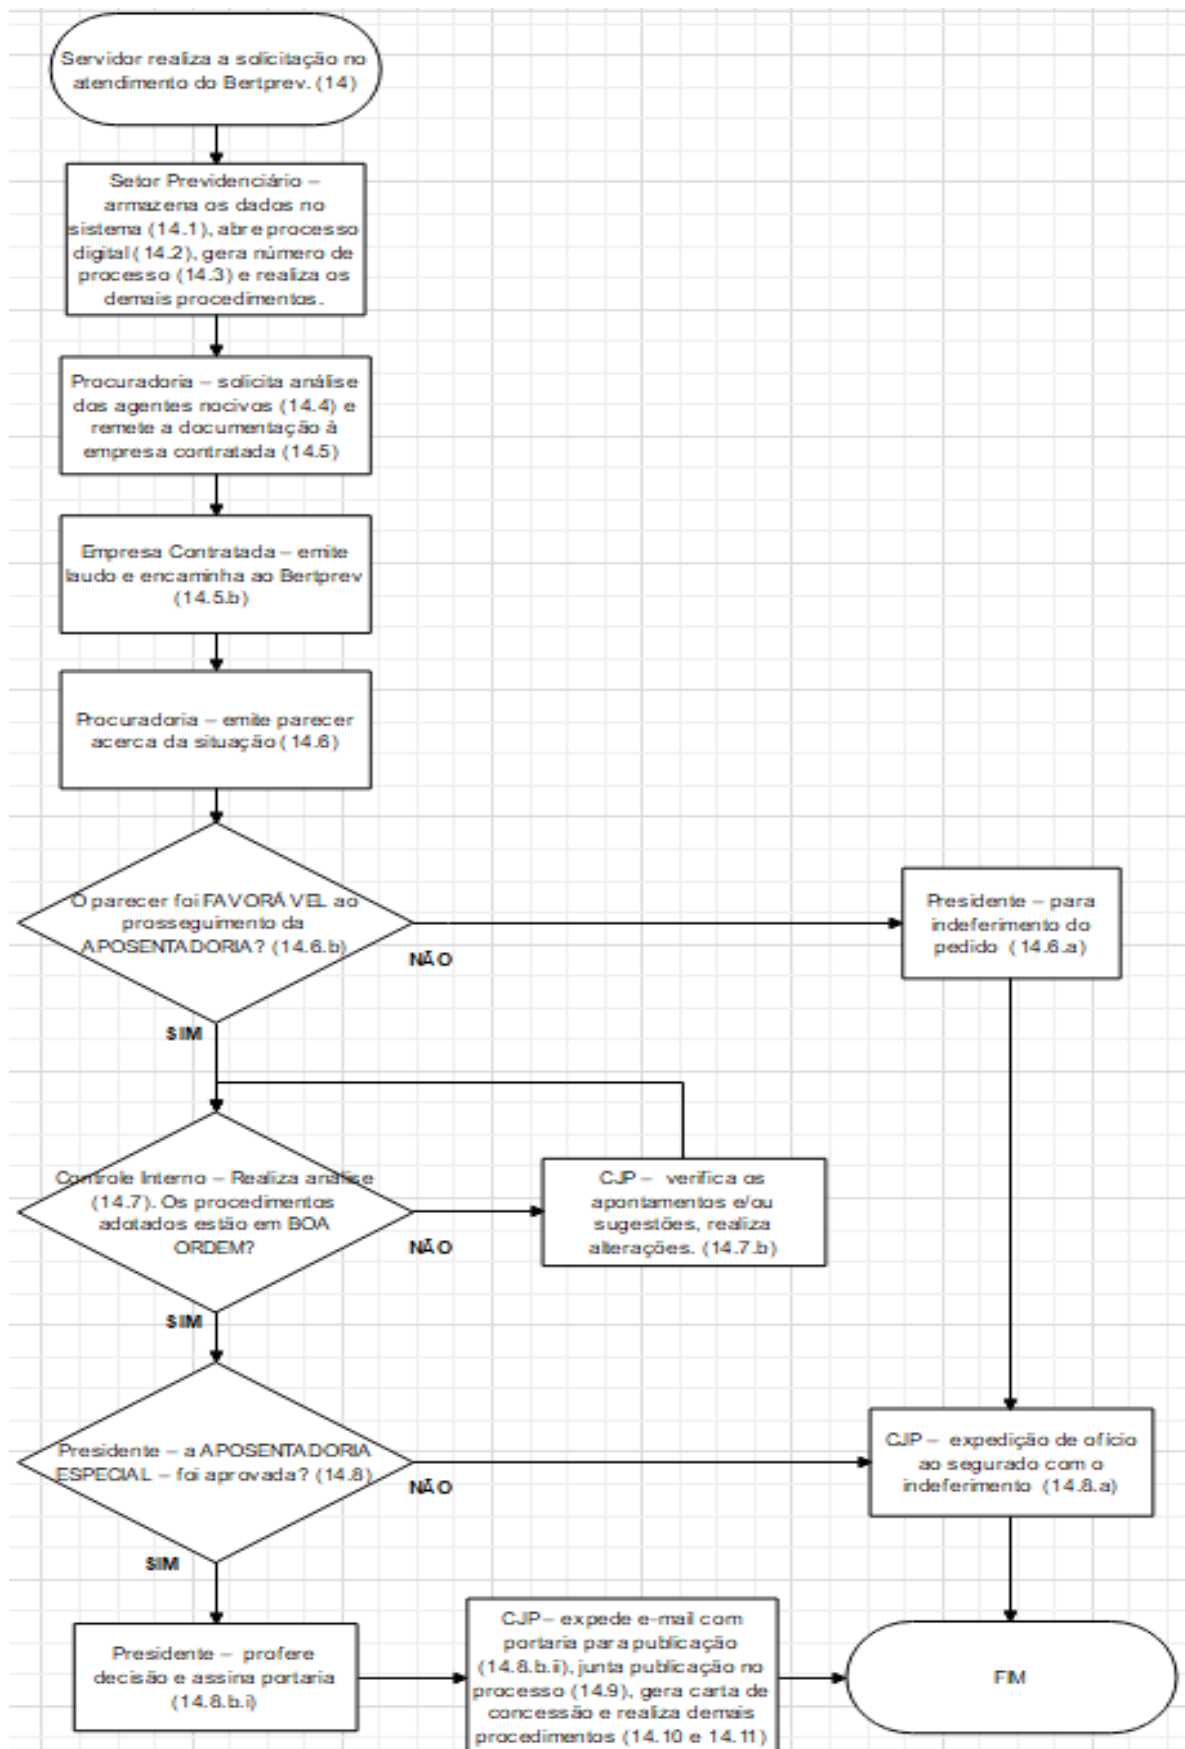 Servidor realiza a solicitação no
atendimento do Bertprev. (14)
Setor Previdenciário –
armazena os dados no
sistema (14.1), abre processo
digital (14.2), gera número de
processo (14.3) e realiza os
demais procedimentos.
Procuradoria – solicita análise
dos agentes nocivos (14.4) e
remete a documentação à
empresa contratada (14.5)
Empresa Contratada – emite
laudo e encaminha ao Bertprev
(14.5.b)
Procuradoria – emite parecer
acerca da situação (14.6)
O parecer foi FAVORÁVEL ao
prosseguimento da
APOSENTADORIA? (14.6.b)
NÃO
Presidente – para
indeferimento do
pedido (14.6.a)
SIM
Controle Interno – Realiza análise
(14.7). Os procedimentos
adotados estão em BOA
ORDEM?
NÃO
CJP – verifica os
apontamentos e/ou
sugestões, realiza
alterações. (14.7.b)
SIM
Presidente – a APOSENTADORIA
ESPECIAL – foi aprovada? (14.8)
NÃO
CJP – expedição de ofício
ao segurado com o
indeferimento (14.8.a)
SIM
Presidente – profere
decisão e assina portaria
(14.8.b.i)
CJP – expede e-mail com
portaria para publicação
(14.8.b.ii), junta publicação no
processo (14.9), gera carta de
concessão e realiza demais
procedimentos (14.10 e 14.11)
FIM